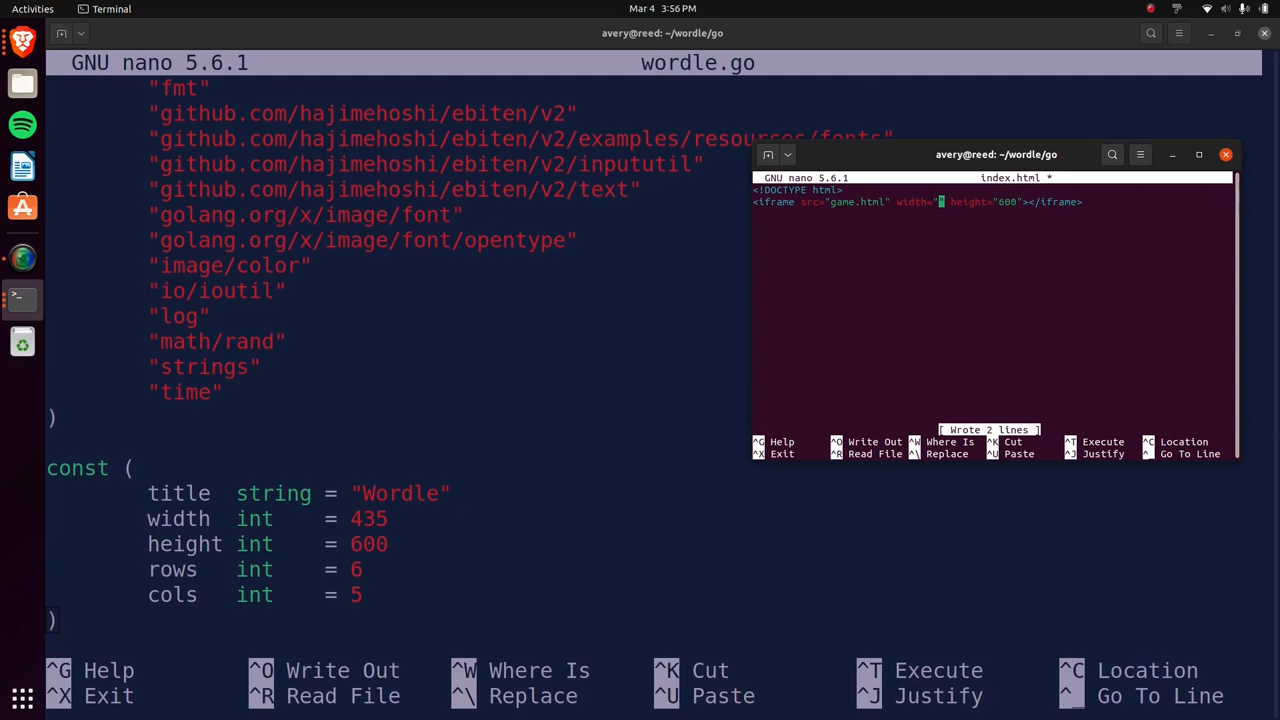 Activities
Terminal
Mar 4 3:56 PM
avery@reed: ~/wordle/go
GNU nano 5.6.1
wordle.go
"fmt"
"github.com/hajimehoshi/ebiten/v2"
"github.com/hajimehoshi/ebiten/v2/examples/resources/fonts"
"github.com/hajimehoshi/ebiten/v2/inpututil"
"github.com/hajimehoshi/ebiten/v2/text"
"golang.org/x/image/font"
"golang.org/x/image/font/opentype"
"image/color"
"io/ioutil"
"log"
"math/rand"
"strings"
"time"
)
const (
title string = "Wordle"
width int = 435
height int = 600
rows int = 6
cols int = 5
)
^G Help ^O Write Out ^W Where Is ^K Cut ^T Execute ^C Location
^X Exit ^R Read File ^\ Replace ^U Paste ^J Justify ^_ Go To Line
avery@reed: ~/wordle/go
GNU nano 5.6.1
index.html *
<!DOCTYPE html>
<iframe src="game.html" width="" height="600"></iframe>
[ Wrote 2 lines ]
^G Help ^O Write Out ^W Where Is ^K Cut ^T Execute ^C Location
^X Exit ^R Read File ^\ Replace ^U Paste ^J Justify ^_ Go To Line